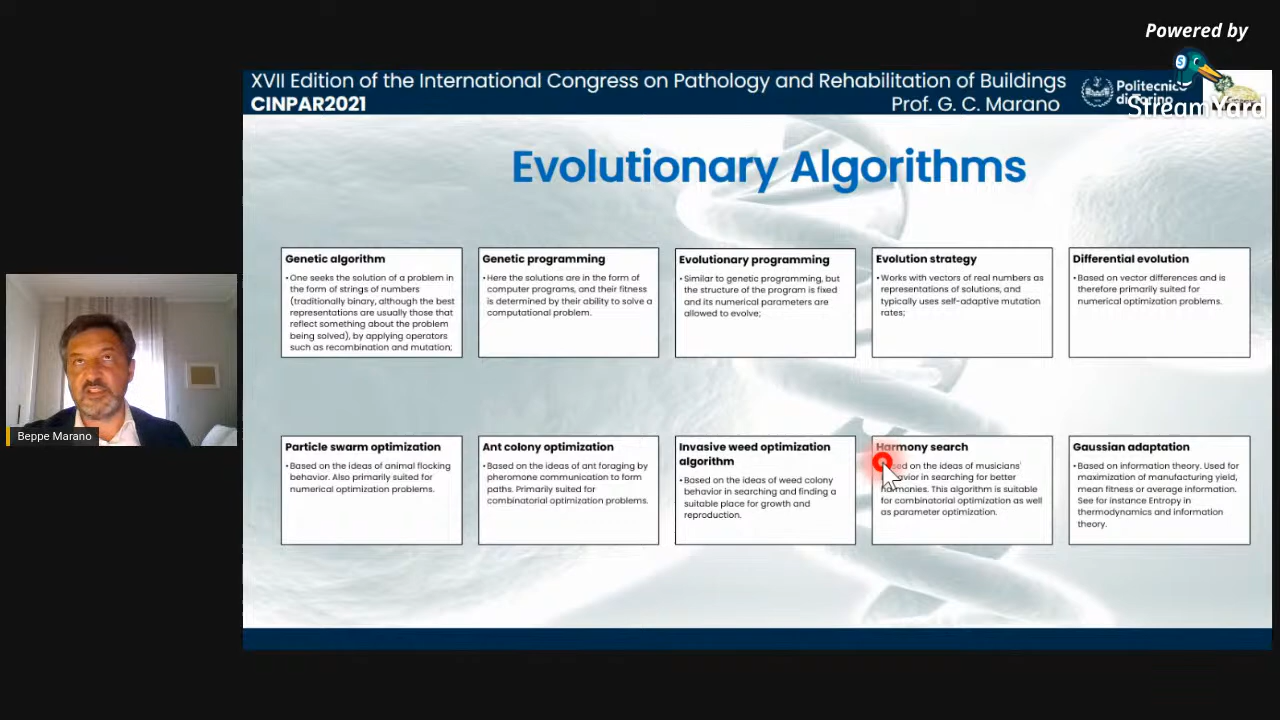 Powered by
StreamYard
XVII Edition of the International Congress on Pathology and Rehabilitation of Buildings
CINPAR2021
Prof. G. C. Marano
Politecnico
di Torino
Evolutionary Algorithms
Genetic algorithm
• One seeks the solution of a problem in
the form of strings of numbers
(traditionally binary, although the best
representations are usually those that
reflect something about the problem
being solved), by applying operators
such as recombination and mutation;
Genetic programming
• Here the solutions are in the form of
computer programs, and their fitness
is determined by their ability to solve a
computational problem.
Evolutionary programming
• Similar to genetic programming, but
the structure of the program is fixed
and its numerical parameters are
allowed to evolve;
Evolution strategy
• Works with vectors of real numbers as
representations of solutions, and
typically uses self-adaptive mutation
rates;
Differential evolution
• Based on vector differences and is
therefore primarily suited for
numerical optimization problems.
Particle swarm optimization
• Based on the ideas of animal flocking
behavior. Also primarily suited for
numerical optimization problems.
Ant colony optimization
• Based on the ideas of ant foraging by
pheromone communication to form
paths. Primarily suited for
combinatorial optimization problems.
Invasive weed optimization
algorithm
• Based on the ideas of weed colony
behavior in searching and finding a
suitable place for growth and
reproduction.
Harmony search
on the ideas of musicians'
behavior in searching for better
harmonies. This algorithm is suitable
for combinatorial optimization as well
as parameter optimization.
Gaussian adaptation
• Based on information theory. Used for
maximization of manufacturing yield,
mean fitness or average information.
See for instance Entropy in
thermodynamics and information
theory.
Beppe Marano